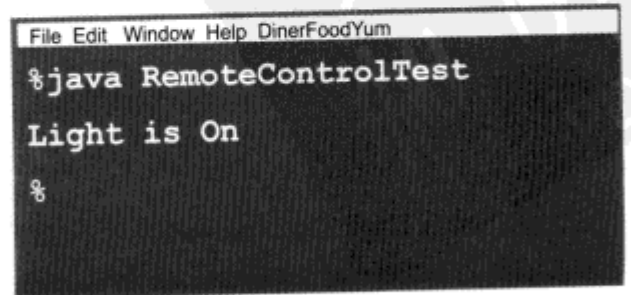 File Edit Window Help DinerFoodYum
%java RemoteControlTest
Light is On
%